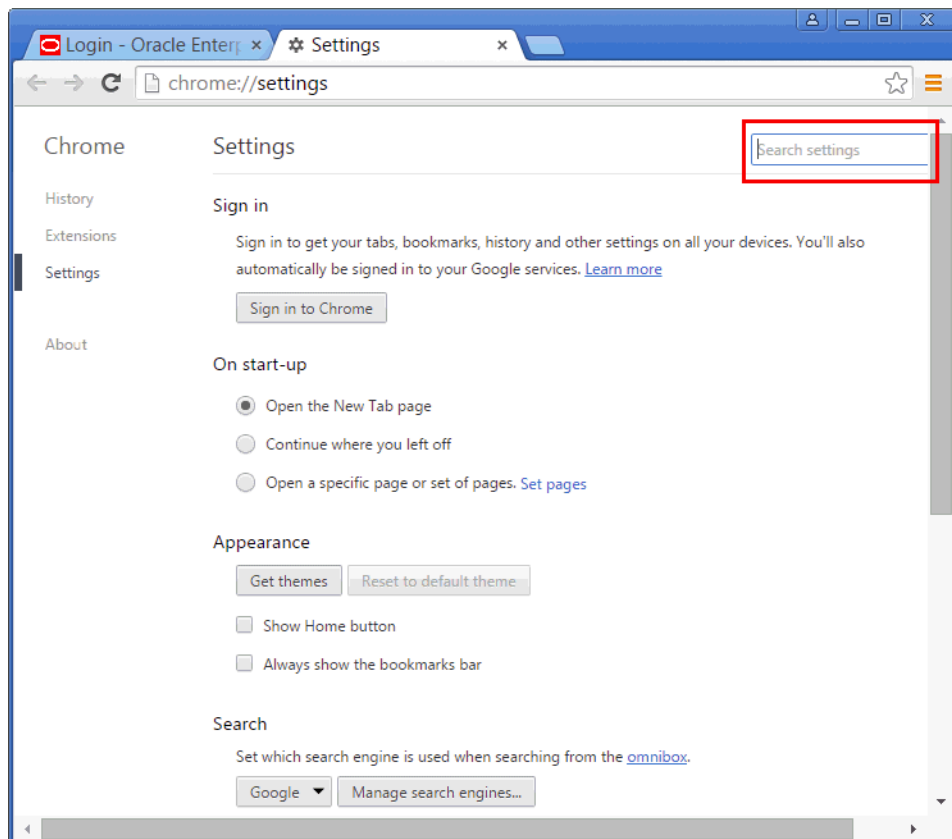 Login - Oracle Enterp
Settings
chrome://settings
Chrome
Settings
Search settings
History
Extensions
Settings
About
Sign in
Sign in to get your tabs, bookmarks, history and other settings on all your devices. You'll also
automatically be signed in to your Google services. Learn more
Sign in to Chrome
On start-up
Open the New Tab page
Continue where you left off
Open a specific page or set of pages. Set pages
Appearance
Get themes
Reset to default theme
Show Home button
Always show the bookmarks bar
Search
Set which search engine is used when searching from the omnibox.
Google
Manage search engines...